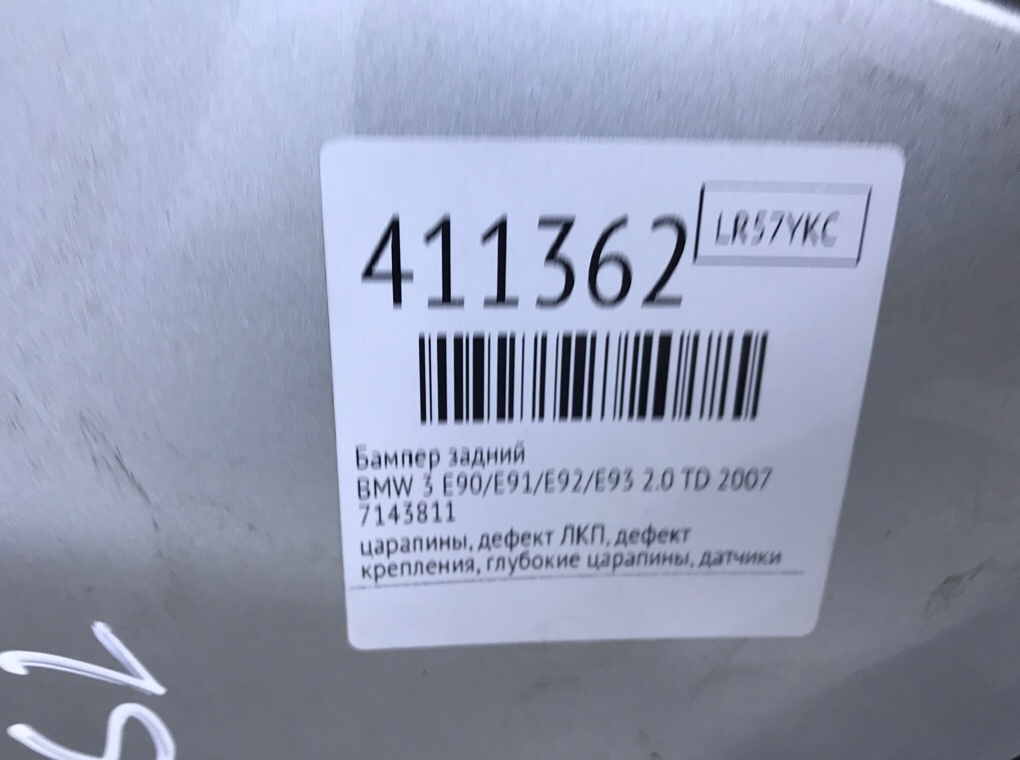 411362
LR57YKC
Бампер задний
BMW 3 E90/E91/E92/E93 2.0 TD 2007
7143811
царапины, дефект ЛКП, дефект
крепления, глубокие царапины, датчики